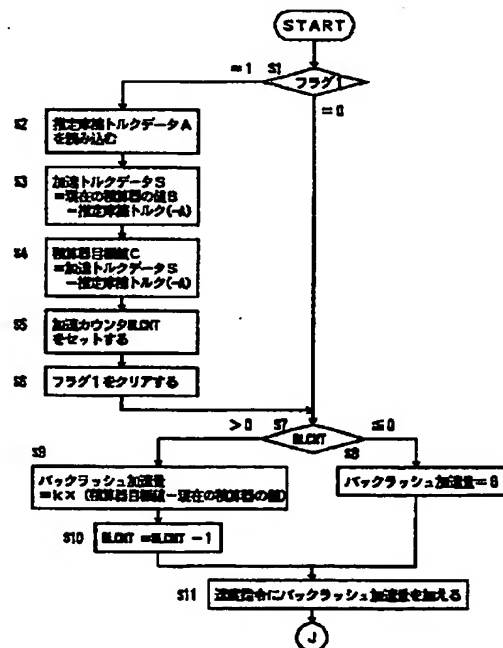 START
=1
S1
フラグ1
=0
S2
推定摩擦トルクデータA
を読み込む
S3
加速トルクデータS
=現在の積算器の値B
-推定摩擦トルク(-A)
S4
積算器目標値C
=加速トルクデータS
-推定摩擦トルク(-A)
S5
加速カウンタBLCNT
をセットする
S6
フラグ1をクリアする
>0
S7
≦0
BLCNT
S9
バックラッシュ加速量
=k×(積算器目標値-現在の積算器の値)
S8
バックラッシュ加速量=0
S10
BLCNT=BLCNT-1
S11
速度指令にバックラッシュ加速量を加える
J